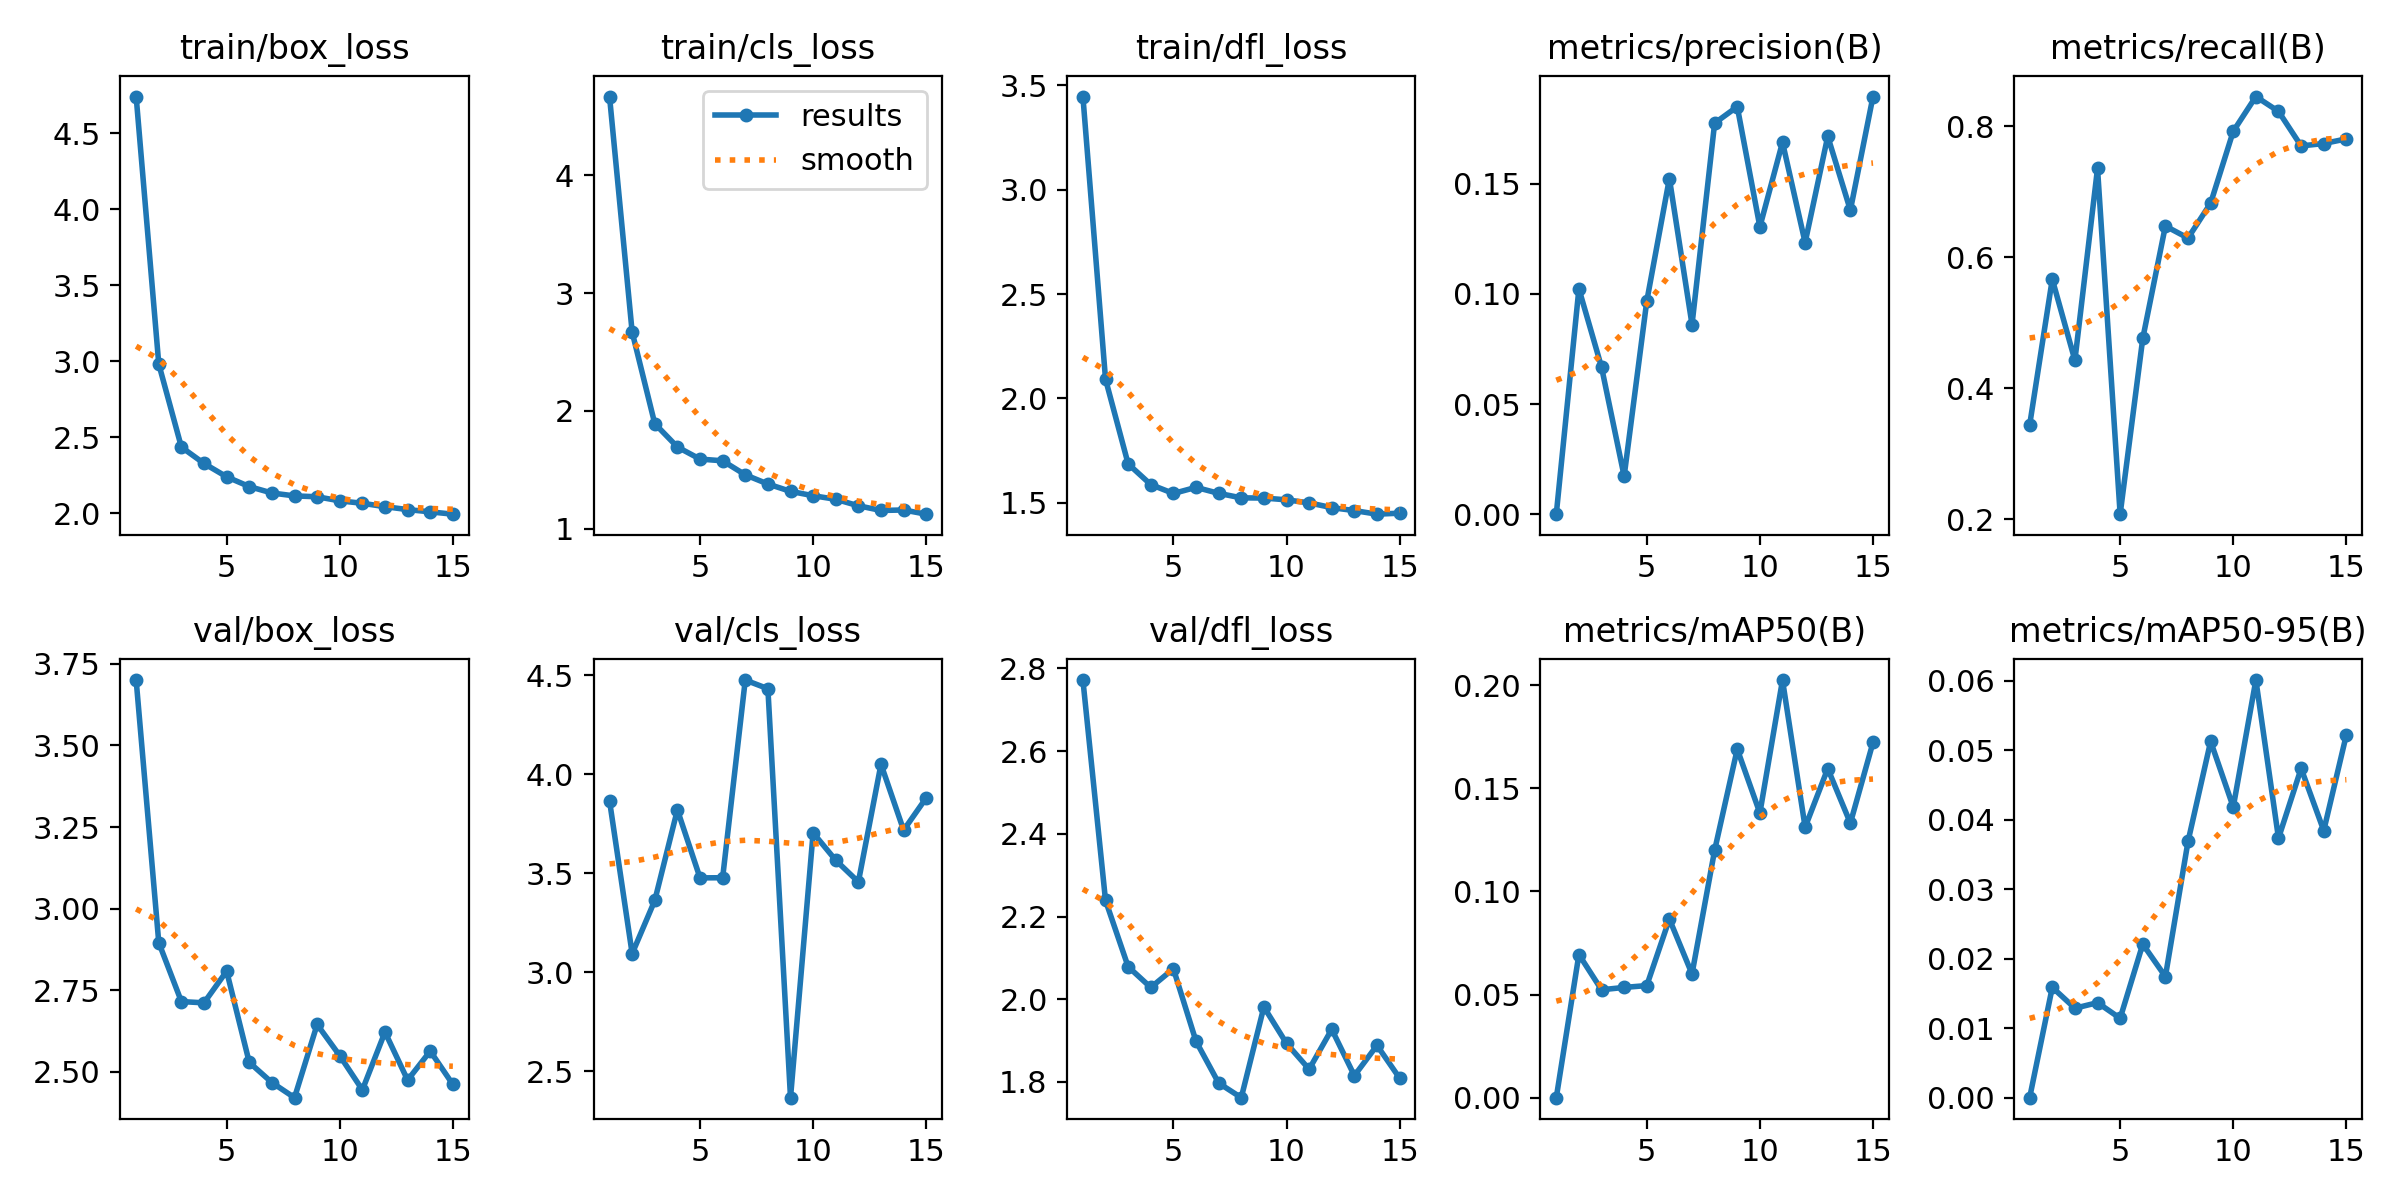 train/box_loss
4.5
4.0
3.5
3.0
2.5
2.0
5 10 15
train/cls_loss
results
smooth
4
3
2
1
5 10 15
train/dfl_loss
3.5
3.0
2.5
2.0
1.5
5 10 15
metrics/precision(B)
0.15
0.10
0.05
0.00
5 10 15
metrics/recall(B)
0.8
0.6
0.4
0.2
5 10 15
val/box_loss
3.75
3.50
3.25
3.00
2.75
2.50
5 10 15
val/cls_loss
4.5
4.0
3.5
3.0
2.5
5 10 15
val/dfl_loss
2.8
2.6
2.4
2.2
2.0
1.8
5 10 15
metrics/mAP50(B)
0.20
0.15
0.10
0.05
0.00
5 10 15
metrics/mAP50-95(B)
0.06
0.05
0.04
0.03
0.02
0.01
0.00
5 10 15